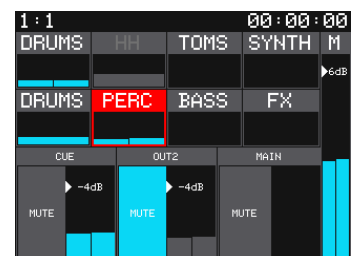 1:1 00:00:00
DRUMS HH TOMS SYNTH M
6dB
DRUMS PERC BASS FX
CUE OUT2 MAIN
-4dB -4dB
MUTE MUTE MUTE